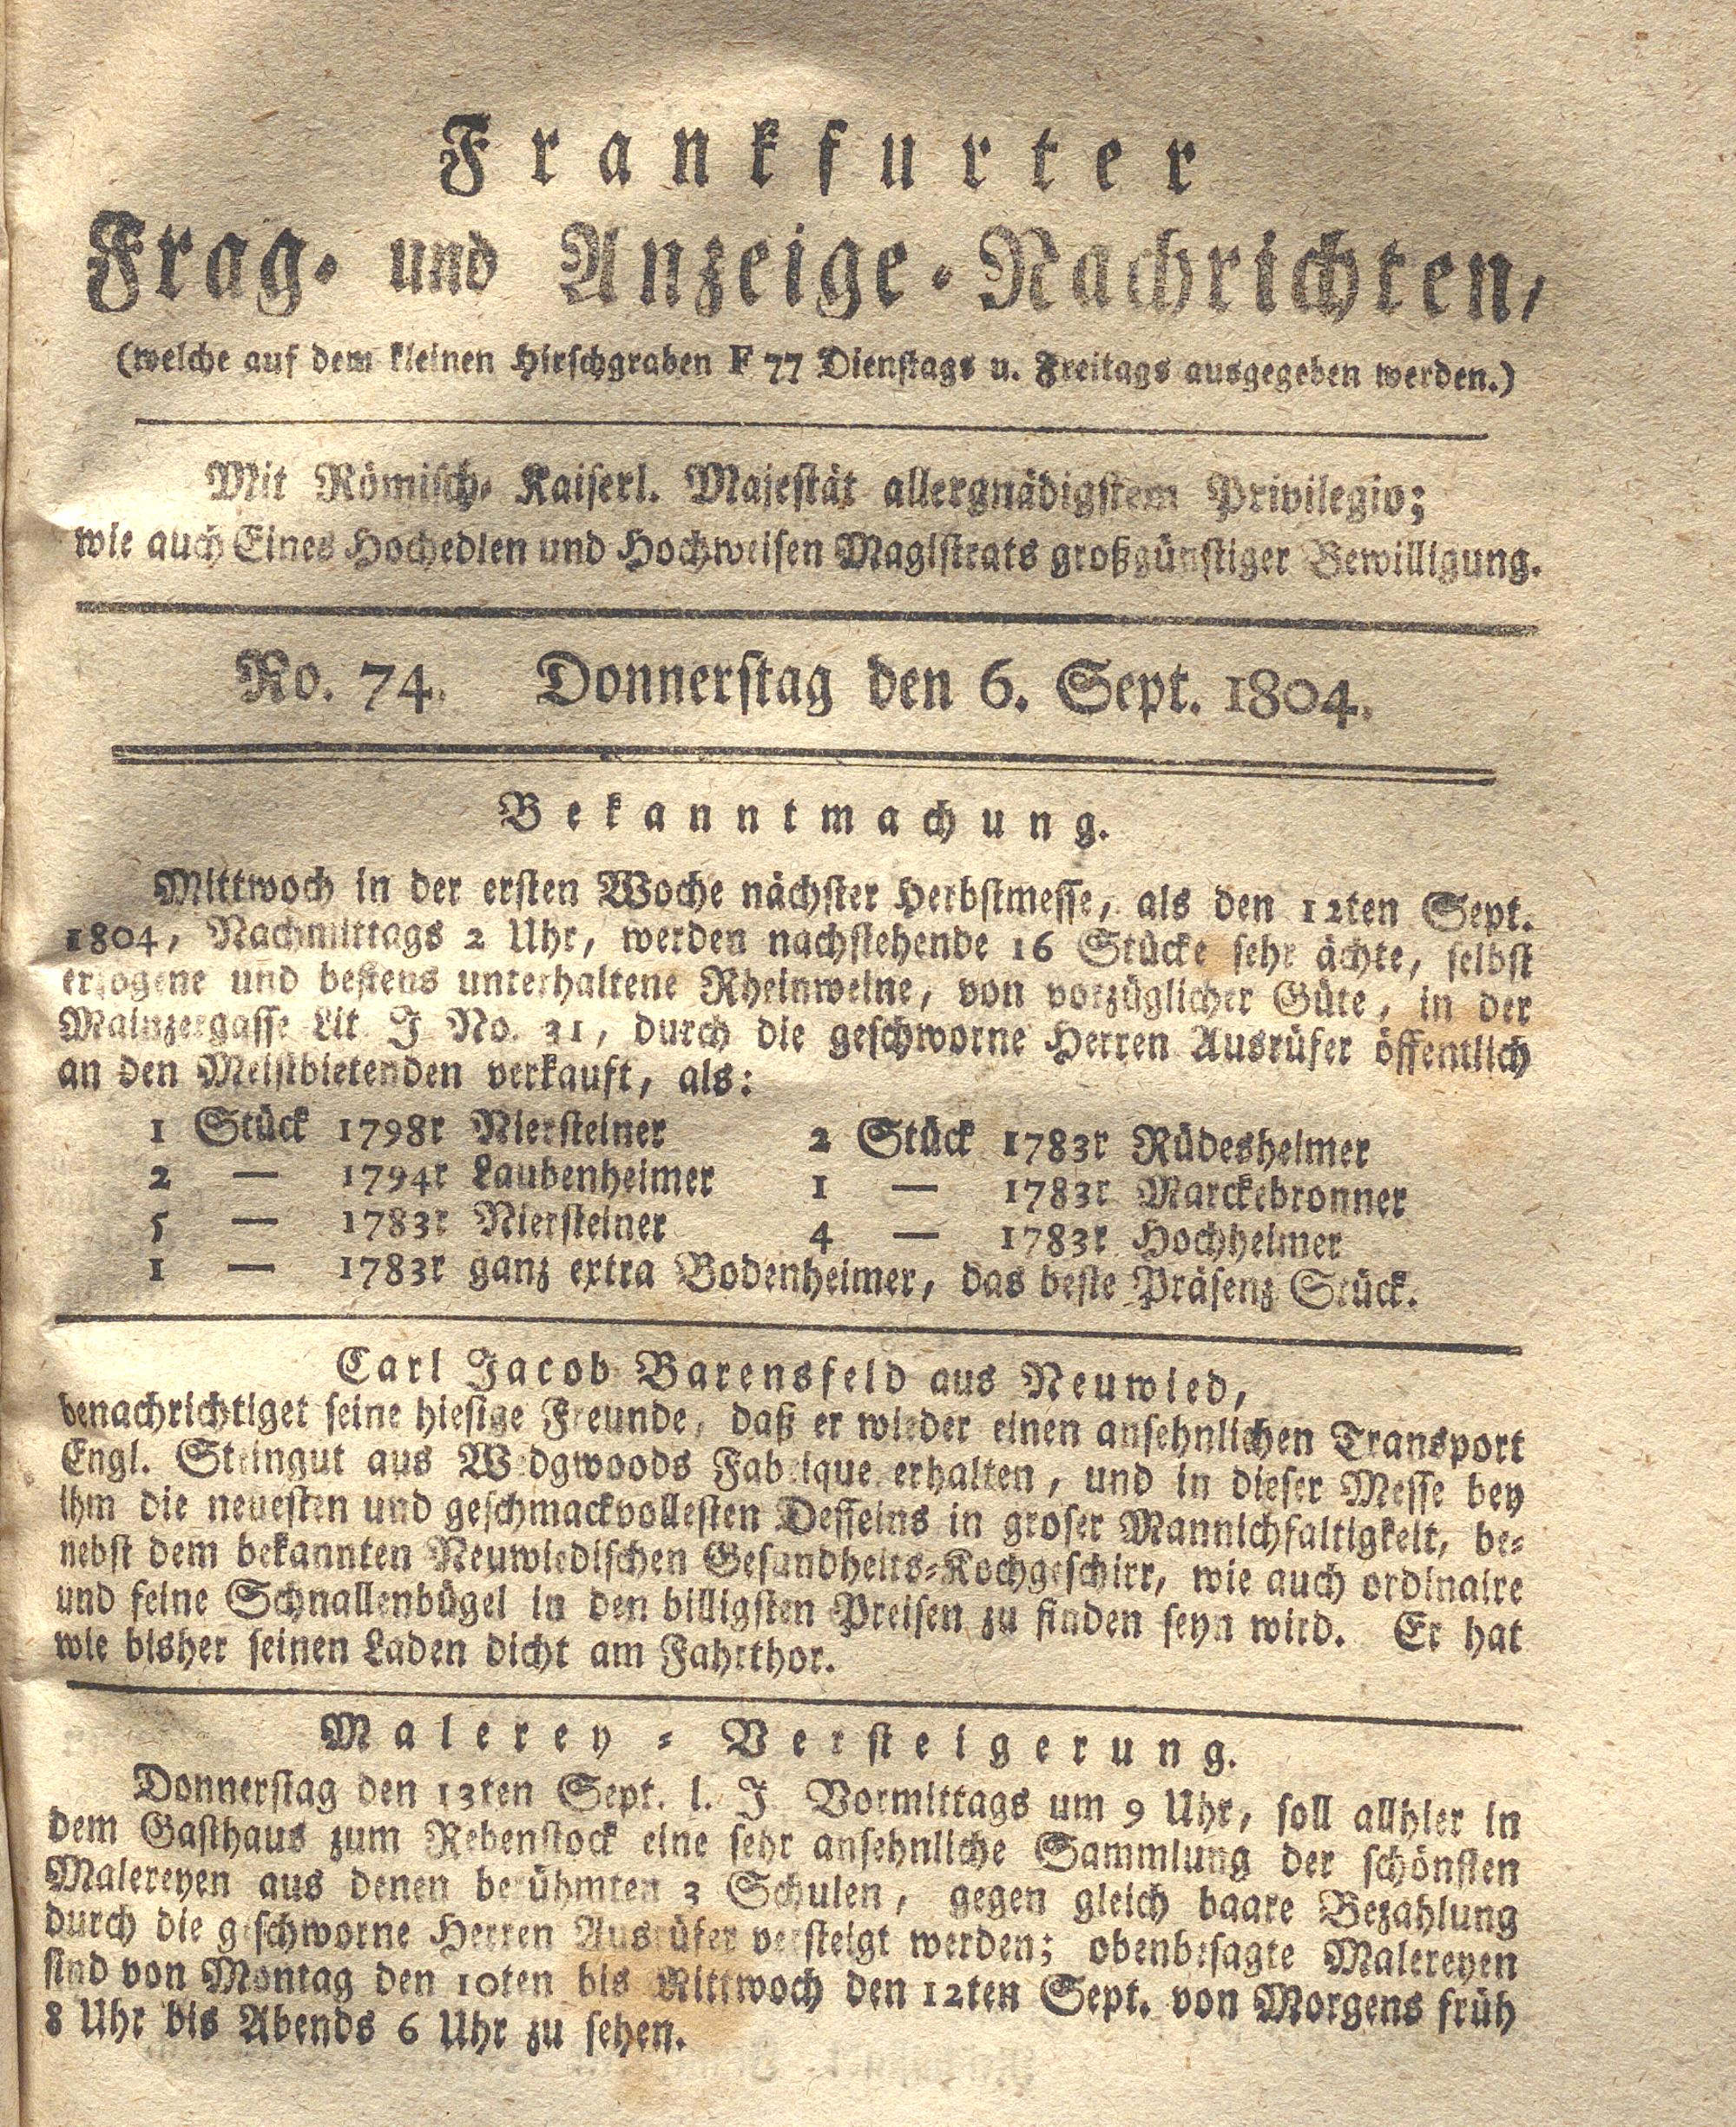 Frankfurter
Frag- und Anzeige-Nachrichten,
(welche auf dem kleinen Hirschgraben F 77 Dienstags u. Freitags ausgegeben werden.)
Mit Römisch- Kaiserl. Majestät allergnädigstem Privilegio;
wie auch Eines Hochedlen und Hochweisen Magistrats großgünstiger Bewilligung.
No. 74. Donnerstag den 6. Sept. 1804.
Bekanntmachung.
Mittwoch in der ersten Woche nächster Herbstmesse, als den 12ten Sept.
1804, Nachmittags 2 Uhr, werden nachstehende 16 Stücke sehr ächte, selbst
erzogene und bestens unterhaltene Rheinweine, von vorzüglicher Güte, in der
Mainzergasse Lit J No. 31, durch die geschworne Herren Ausrüfer öffentlich
an den Meistbietenden verkauft, als:
1 Stück 1798r Niersteiner 2 Stück 1783r Rüdesheimer
2 — 1794r Laubenheimer 1 — 1783r Marckebronner
5 — 1783r Niersteiner 4 — 1783r Hochheimer
1 — 1783r ganz extra Bodenheimer, das beste Präsenz Stück.
Carl Jacob Barensfeld aus Neuwied,
benachrichtiget seine hiesige Freunde, daß er wieder einen ansehnlichen Transport
Engl. Steingut aus Wedgwoods Fabrique erhalten, und in dieser Messe bey
ihm die neuesten und geschmackvollesten Desseins in groser Mannichfaltigkeit, be-
nebst dem bekannten Neuwiedischen Gesundheits-Kochgeschirr, wie auch ordinaire
und feine Schnallenbügel in den billigsten Preisen zu finden seyn wird. Er hat
wie bisher seinen Laden dicht am Fahrthor.
Malerey - Versteigerung.
Donnerstag den 13ten Sept. l. J Vormittags um 9 Uhr, soll allhier in
dem Gasthaus zum Rebenstock eine sehr ansehnliche Sammlung der schönsten
Malereyen aus denen berühmten 3 Schulen, gegen gleich baare Bezahlung
durch die geschworne Herren Ausrüfer versteigt werden; obenbesagte Malereyen
sind von Montag den 10ten bis Mittwoch den 12ten Sept. von Morgens früh
8 Uhr bis Abends 6 Uhr zu sehen.